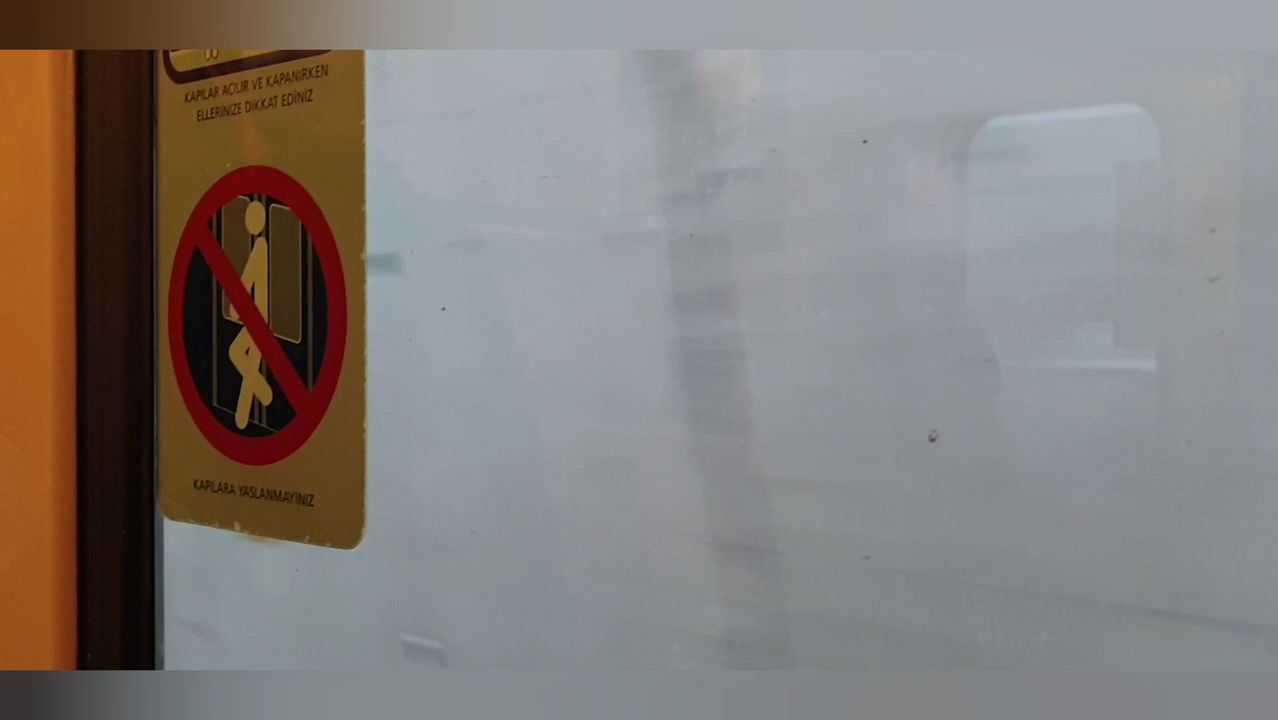 KAPILAR AÇILIR VE KAPANIRKEN
ELLERİNİZE DİKKAT EDİNİZ
KAPILARA YASLANMAYINIZ